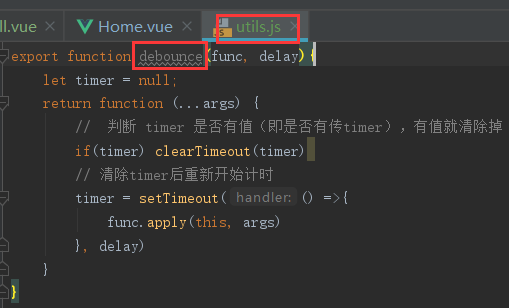 ll.vue × Home.vue × utils.js ×
export function debounce(func, delay) {
let timer = null;
return function (...args) {
// 判断 timer 是否有值（即是否有传timer），有值就清除掉
if(timer) clearTimeout(timer)
// 清除timer后重新开始计时
timer = setTimeout( handler: () =>{
func.apply(this, args)
}, delay)
}
}